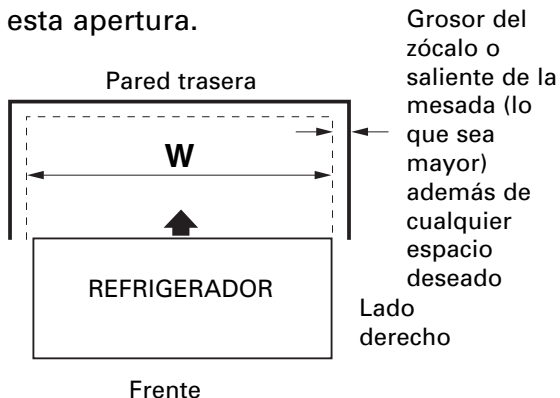 esta apertura.
Grosor del
zócalo o
saliente de la
mesada (lo
que sea
mayor)
además de
cualquier
espacio
deseado
Pared trasera
W
REFRIGERADOR
Lado
derecho
Frente